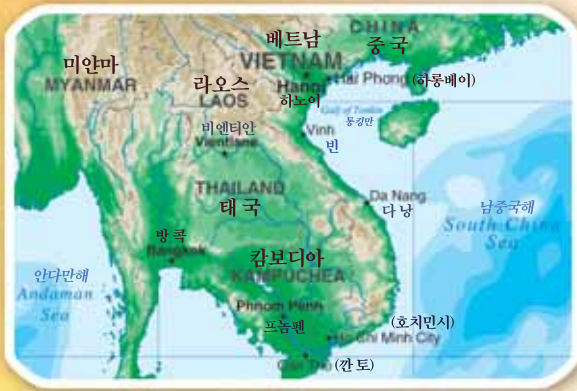 CHINA
중 국
베트남
VIETNAM
미얀마
MYANMAR
라오스
LAOS
Hanoi
하노이
Hai Phong (하롱베이)
Gulf of Tonkin
통킹만
비엔티안
Vientiane
Vinh
빈
THAILAND
태 국
Da Nang
다 낭
남중국해
South China
Sea
방 콕
Bangkok
캄보디아
KAMPUCHEA
안다만해
Andaman
Sea
Phnom Penh
프놈펜
(호치민시)
Ho Chi Minh City
Can Tho (깐 토)